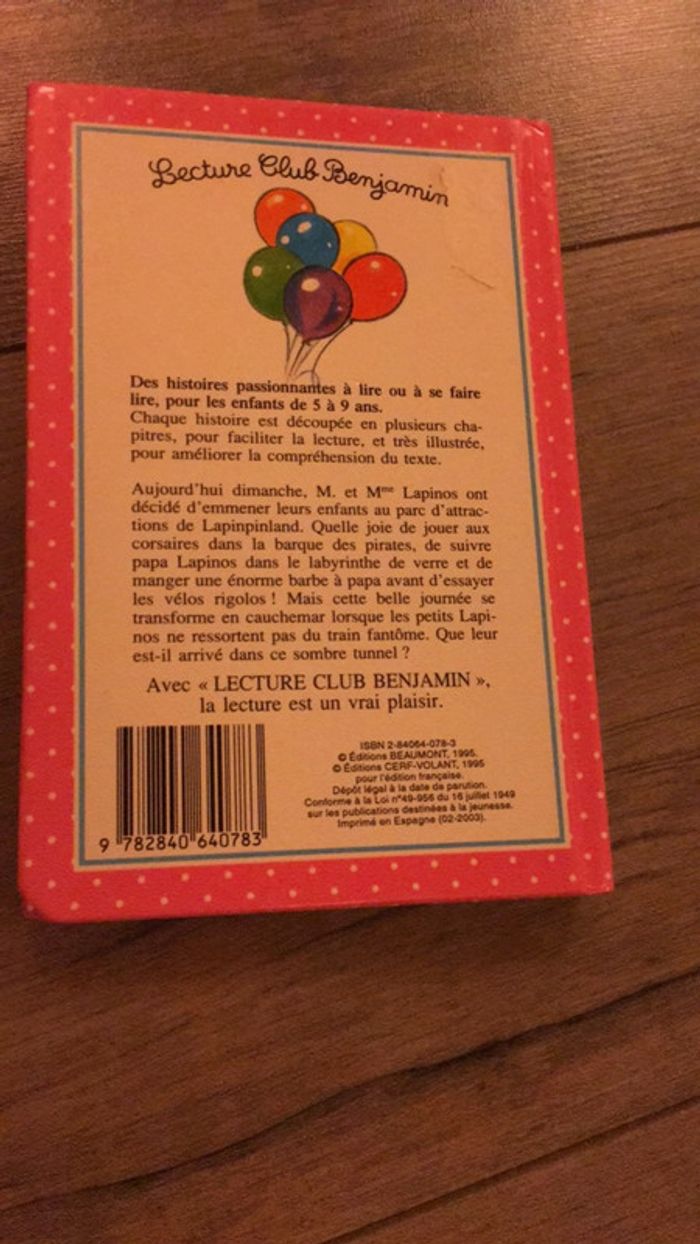 Lecture Club Benjamin
Des histoires passionnantes à lire ou à se faire
lire, pour les enfants de 5 à 9 ans.
Chaque histoire est découpée en plusieurs cha-
pitres, pour faciliter la lecture, et très illustrée,
pour améliorer la compréhension du texte.
Aujourd'hui dimanche, M. et Mme Lapinos ont
décidé d'emmener leurs enfants au parc d'attrac-
tions de Lapinpinland. Quelle joie de jouer aux
corsaires dans la barque des pirates, de suivre
papa Lapinos dans le labyrinthe de verre et de
manger une énorme barbe à papa avant d'essayer
les vélos rigolos ! Mais cette belle journée se
transforme en cauchemar lorsque les petits Lapi-
nos ne ressortent pas du train fantôme. Que leur
est-il arrivé dans ce sombre tunnel ?
Avec « LECTURE CLUB BENJAMIN »,
la lecture est un vrai plaisir.
ISBN 2-84064-078-3
© Éditions BEAUMONT, 1995.
© Éditions CERF-VOLANT, 1995
pour l'édition française.
Dépôt légal à la date de parution.
Conforme à la Loi n°49-956 du 16 juillet 1949
sur les publications destinées à la jeunesse.
Imprimé en Espagne (02-2003).
9 782840 640783